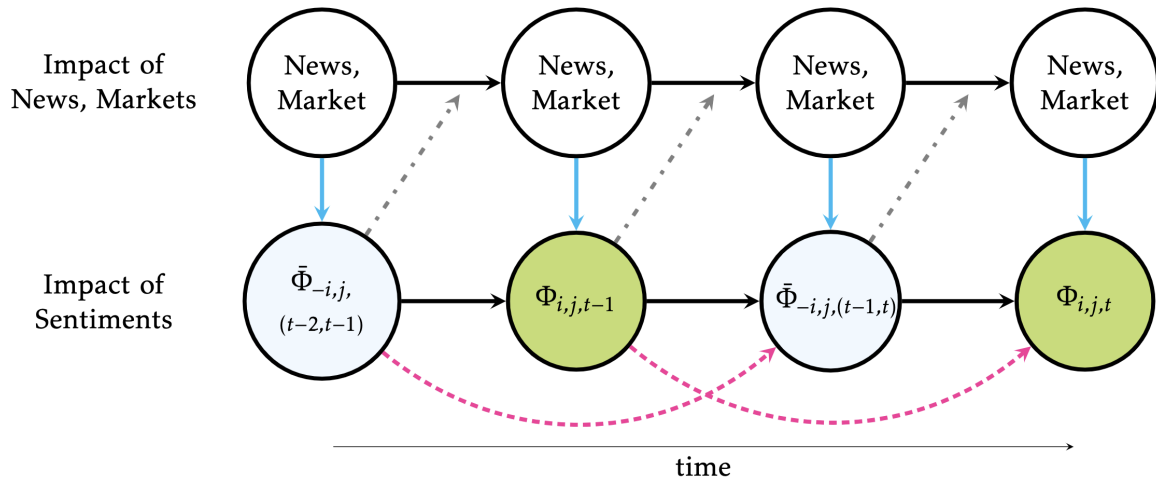 Impact of
News, Markets
News,
Market
News,
Market
News,
Market
News,
Market
Impact of
Sentiments
Φ̄₋i,j,
(t−2,t−1)
Φi,j,t−1
Φ̄−i,j,(t−1,t)
Φi,j,t
time